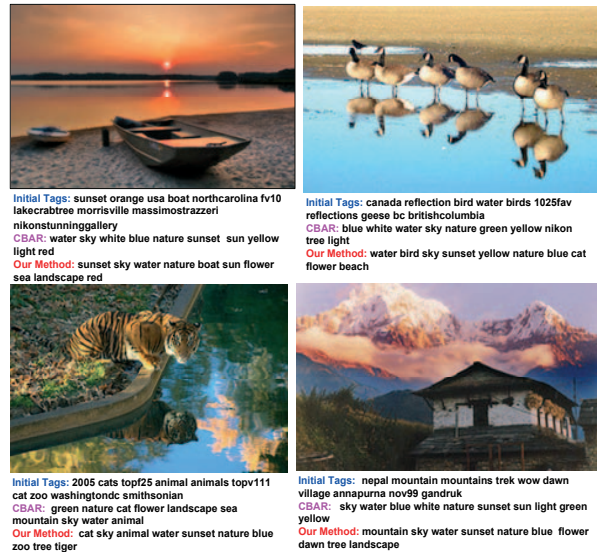 Initial Tags: sunset orange usa boat northcarolina fv10
lakecrabtree morrisville massimostrazzeri
nikonstunninggallery
CBAR: water sky white blue nature sunset sun yellow
light red
Our Method: sunset sky water nature boat sun flower
sea landscape red
Initial Tags: canada reflection bird water birds 1025fav
reflections geese bc britishcolumbia
CBAR: blue white water sky nature green yellow nikon
tree light
Our Method: water bird sky sunset yellow nature blue cat
flower beach
Initial Tags: 2005 cats topf25 animal animals topv111
cat zoo washingtondc smithsonian
CBAR: green nature cat flower landscape sea
mountain sky water animal
Our Method: cat sky animal water sunset nature blue
zoo tree tiger
Initial Tags: nepal mountain mountains trek wow dawn
village annapurna nov99 gandruk
CBAR: sky water blue white nature sunset sun light green
yellow
Our Method: mountain sky water sunset nature blue flower
dawn tree landscape